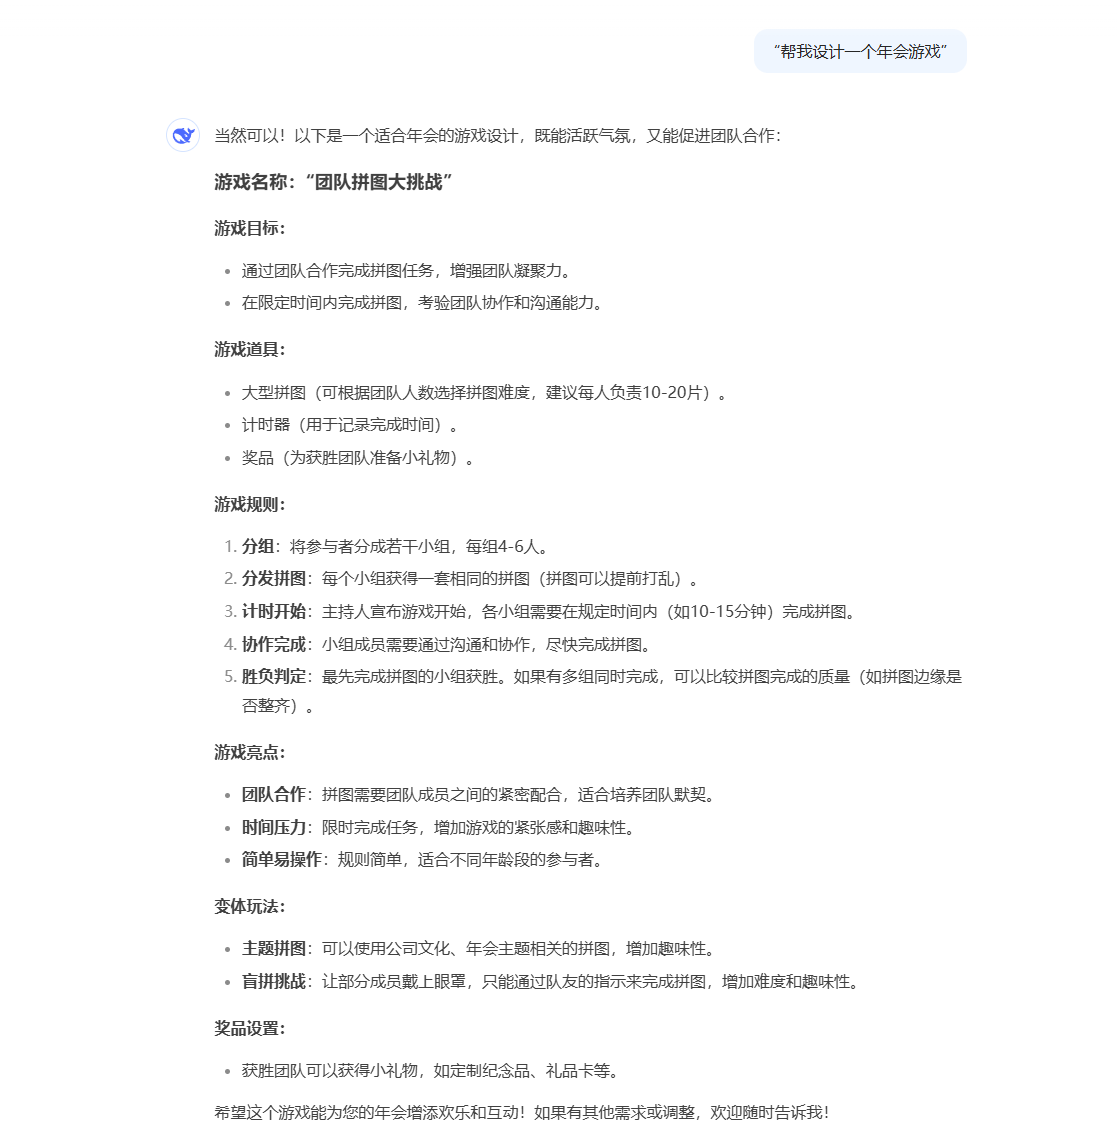 “帮我设计一个年会游戏”
当然可以！以下是一个适合年会的游戏设计，既能活跃气氛，又能促进团队合作：
游戏名称：“团队拼图大挑战”
游戏目标：
• 通过团队合作完成拼图任务，增强团队凝聚力。
• 在限定时间内完成拼图，考验团队协作和沟通能力。
游戏道具：
• 大型拼图（可根据团队人数选择拼图难度，建议每人负责10-20片）。
• 计时器（用于记录完成时间）。
• 奖品（为获胜团队准备小礼物）。
游戏规则：
1. 分组：将参与者分成若干小组，每组4-6人。
2. 分发拼图：每个小组获得一套相同的拼图（拼图可以提前打乱）。
3. 计时开始：主持人宣布游戏开始，各小组需要在规定时间内（如10-15分钟）完成拼图。
4. 协作完成：小组成员需要通过沟通和协作，尽快完成拼图。
5. 胜负判定：最先完成拼图的小组获胜。如果有多组同时完成，可以比较拼图完成的质量（如拼图边缘是
否整齐）。
游戏亮点：
• 团队合作：拼图需要团队成员之间的紧密配合，适合培养团队默契。
• 时间压力：限时完成任务，增加游戏的紧张感和趣味性。
• 简单易操作：规则简单，适合不同年龄段的参与者。
变体玩法：
• 主题拼图：可以使用公司文化、年会主题相关的拼图，增加趣味性。
• 盲拼挑战：让部分成员戴上眼罩，只能通过队友的指示来完成拼图，增加难度和趣味性。
奖品设置：
• 获胜团队可以获得小礼物，如定制纪念品、礼品卡等。
希望这个游戏能为您的年会增添欢乐和互动！如果有其他需求或调整，欢迎随时告诉我！